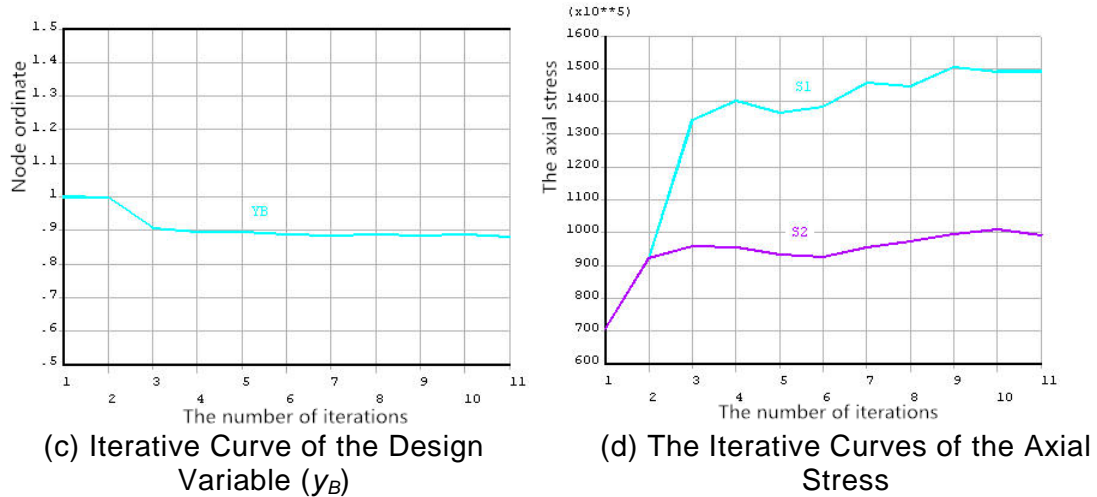 1.5
1.4
1.3
1.2
1.1
1
.9
.8
.7
.6
.5
Node ordinate
YB
1 3 5 7 9 11
2 4 6 8 10
The number of iterations
(c) Iterative Curve of the Design
Variable (yB)
(x10**5)
1600
1500
1400
1300
1200
1100
1000
900
800
700
600
The axial stress
S1
S2
1 3 5 7 9 11
2 4 6 8 10
The number of iterations
(d) The Iterative Curves of the Axial
Stress